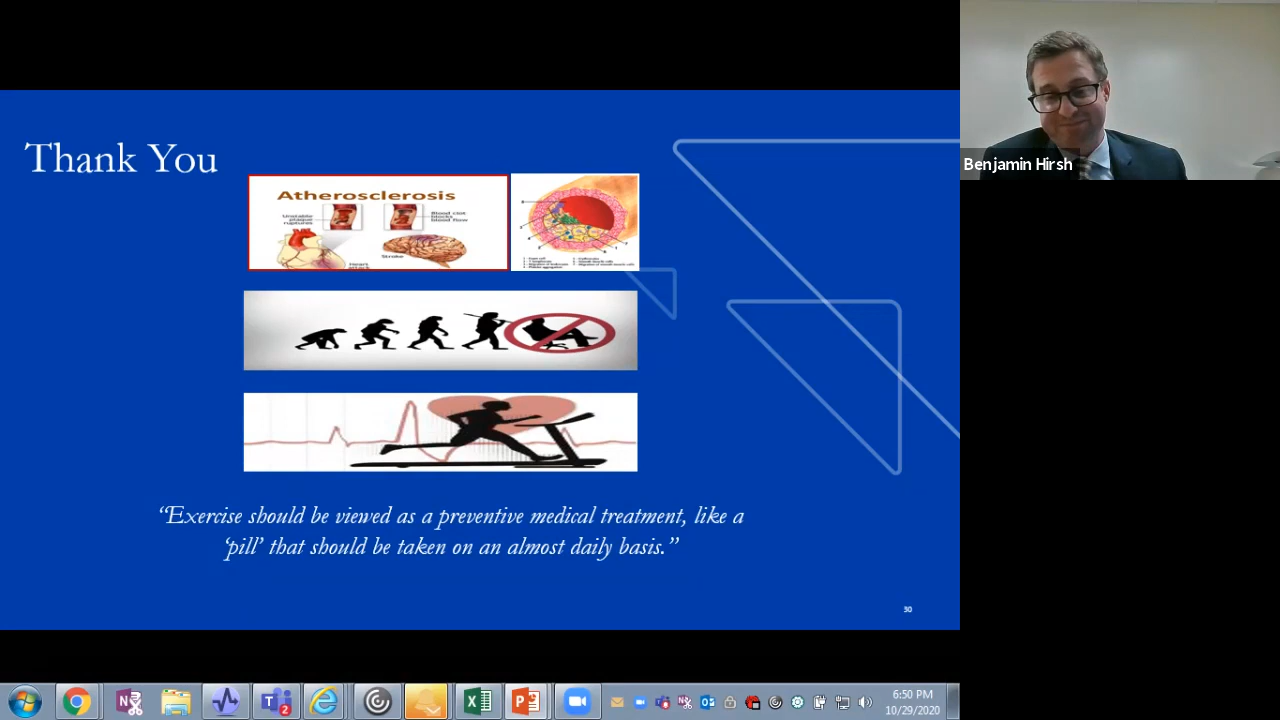 Thank You
Atherosclerosis
Unstable
plaque
ruptures
Blood clot
blocks
blood flow
Heart
attack
Stroke
“Exercise should be viewed as a preventive medical treatment, like a
‘pill’ that should be taken on an almost daily basis.”
30
Benjamin Hirsh
2
6:50 PM
10/29/2020